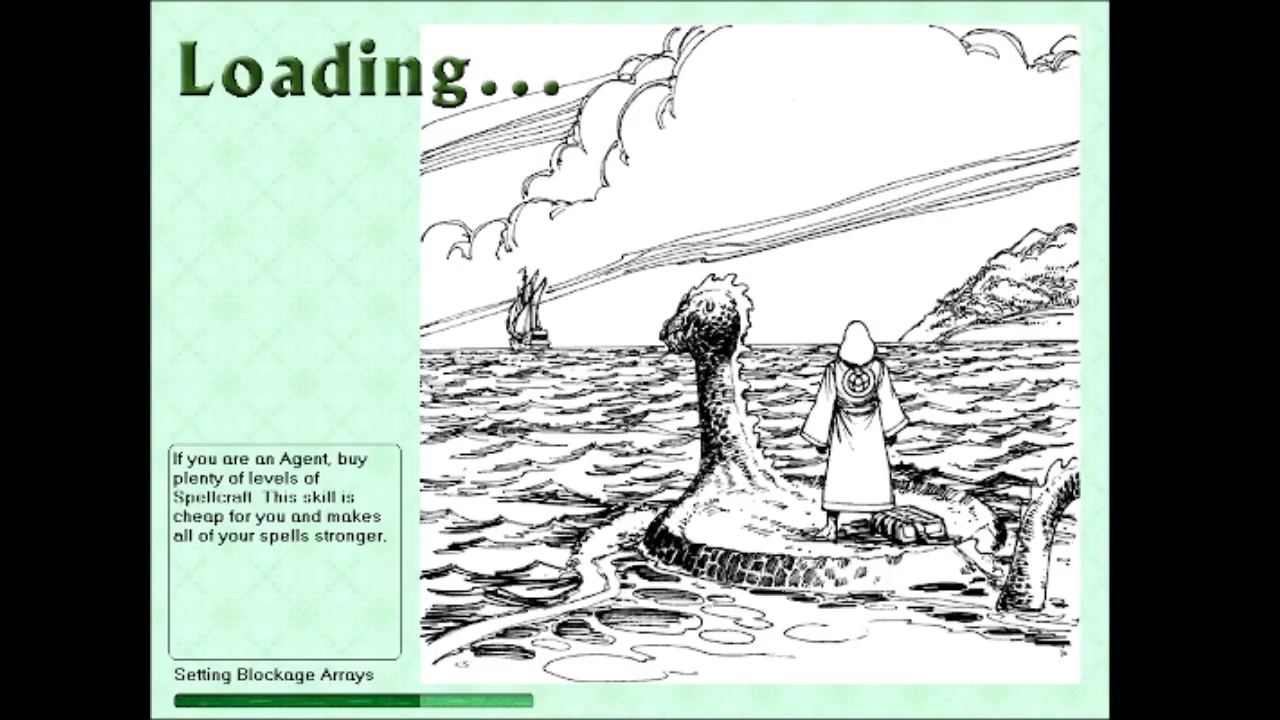 Loading...
If you are an Agent, buy
plenty of levels of
Spellcraft. This skill is
cheap for you and makes
all of your spells stronger.
Setting Blockage Arrays